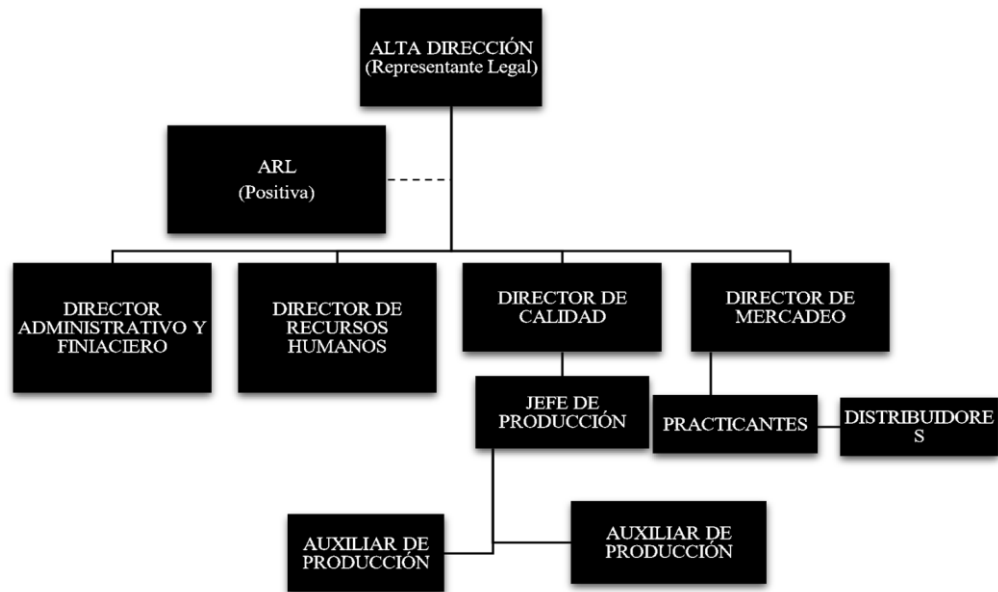 ALTA DIRECCIÓN
(Representante Legal)
ARL
(Positiva)
DIRECTOR
ADMINISTRATIVO Y
FINIACIERO
DIRECTOR DE
RECURSOS
HUMANOS
DIRECTOR DE
CALIDAD
DIRECTOR DE
MERCADEO
JEFE DE
PRODUCCIÓN
PRACTICANTES
DISTRIBUIDORE
S
AUXILIAR DE
PRODUCCIÓN
AUXILIAR DE
PRODUCCIÓN